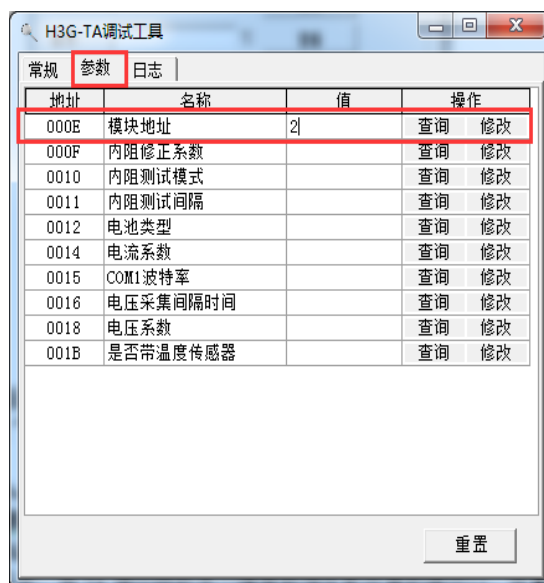 H3G-TA调试工具
常规 参数 日志
地址 名称 值 操作
000E 模块地址 2 查询 修改
000F 内阻修正系数 查询 修改
0010 内阻测试模式 查询 修改
0011 内阻测试间隔 查询 修改
0012 电池类型 查询 修改
0014 电流系数 查询 修改
0015 COM1波特率 查询 修改
0016 电压采集间隔时间 查询 修改
0018 电压系数 查询 修改
001B 是否带温度传感器 查询 修改
重置